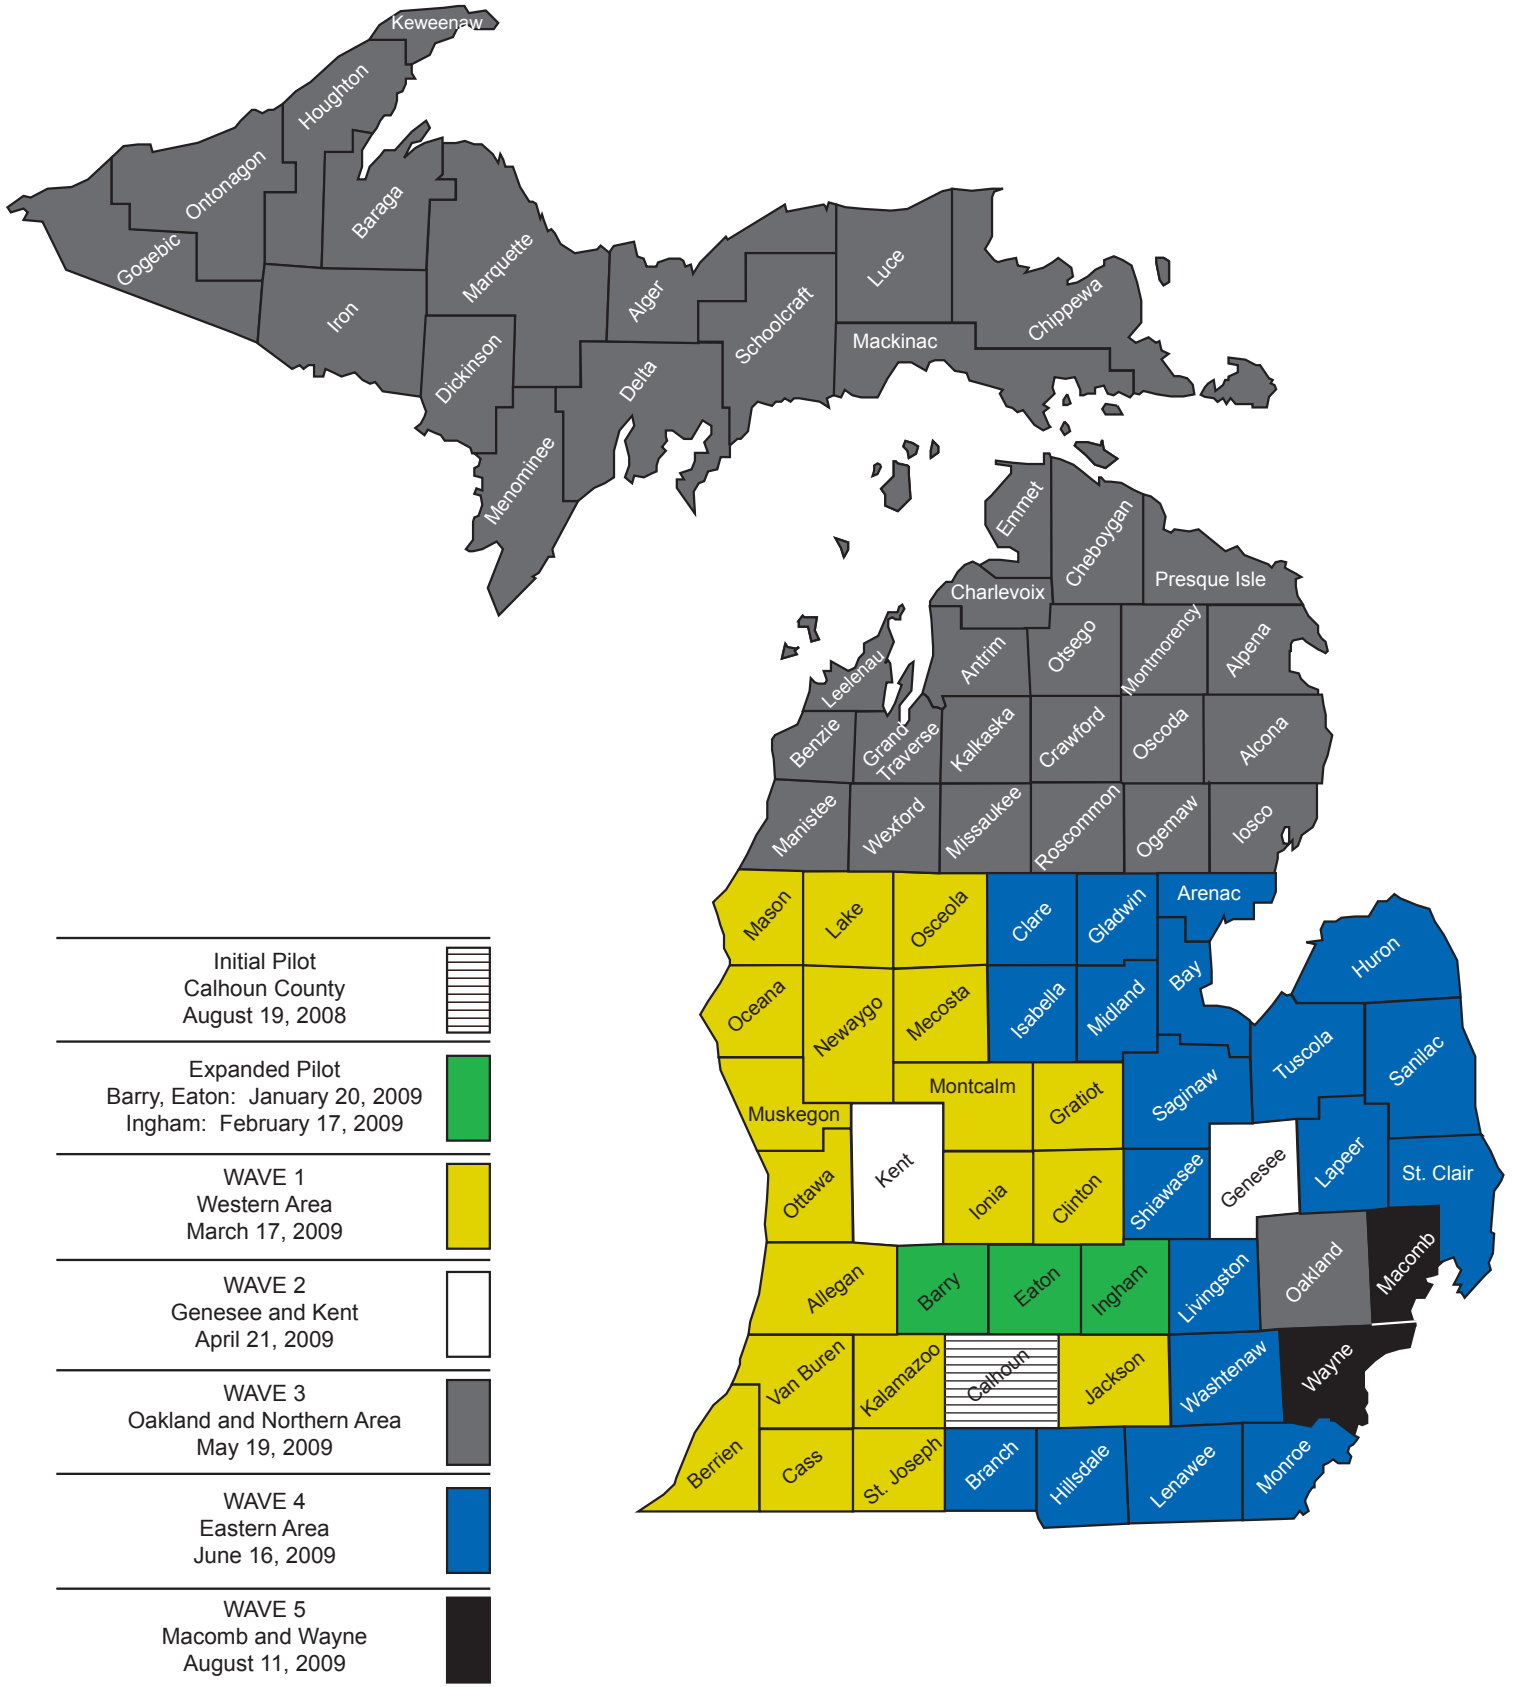 Keweenaw
Houghton
Ontonagon
Baraga
Gogebic
Marquette
Iron
Alger
Luce
Chippewa
Schoolcraft
Mackinac
Dickinson
Delta
Menominee
Emmet
Cheboygan
Presque Isle
Charlevoix
Antrim
Otsego
Montmorency
Alpena
Leelenau
Benzie
Grand
Traverse
Kalkaska
Crawford
Oscoda
Alcona
Manistee
Wexford
Missaukee
Roscommon
Ogemaw
Iosco
Mason
Lake
Osceola
Clare
Gladwin
Arenac
Huron
Oceana
Newaygo
Mecosta
Isabella
Midland
Bay
Tuscola
Sanilac
Muskegon
Montcalm
Gratiot
Saginaw
Ottawa
Kent
Ionia
Clinton
Shiawasee
Genesee
Lapeer
St. Clair
Allegan
Barry
Eaton
Ingham
Livingston
Oakland
Macomb
Van Buren
Kalamazoo
Calhoun
Jackson
Washtenaw
Wayne
Berrien
Cass
St. Joseph
Branch
Hillsdale
Lenawee
Monroe
Initial Pilot
Calhoun County
August 19, 2008
Expanded Pilot
Barry, Eaton: January 20, 2009
Ingham: February 17, 2009
WAVE 1
Western Area
March 17, 2009
WAVE 2
Genesee and Kent
April 21, 2009
WAVE 3
Oakland and Northern Area
May 19, 2009
WAVE 4
Eastern Area
June 16, 2009
WAVE 5
Macomb and Wayne
August 11, 2009